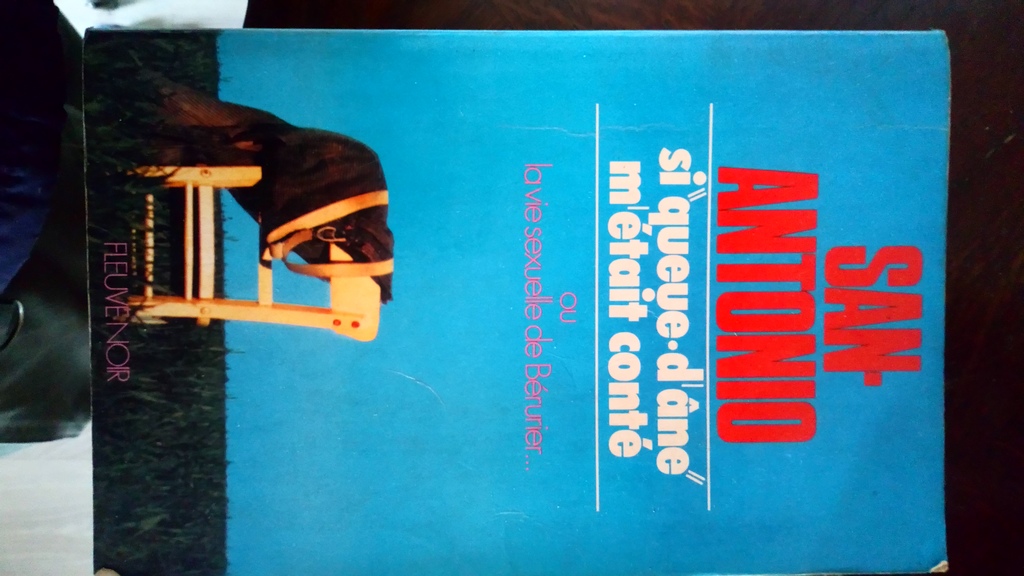 SAN-
ANTONIO
si "queue-d'âne"
m'était conté
ou
la vie sexuelle de Bérurier...
FLEUVE NOIR